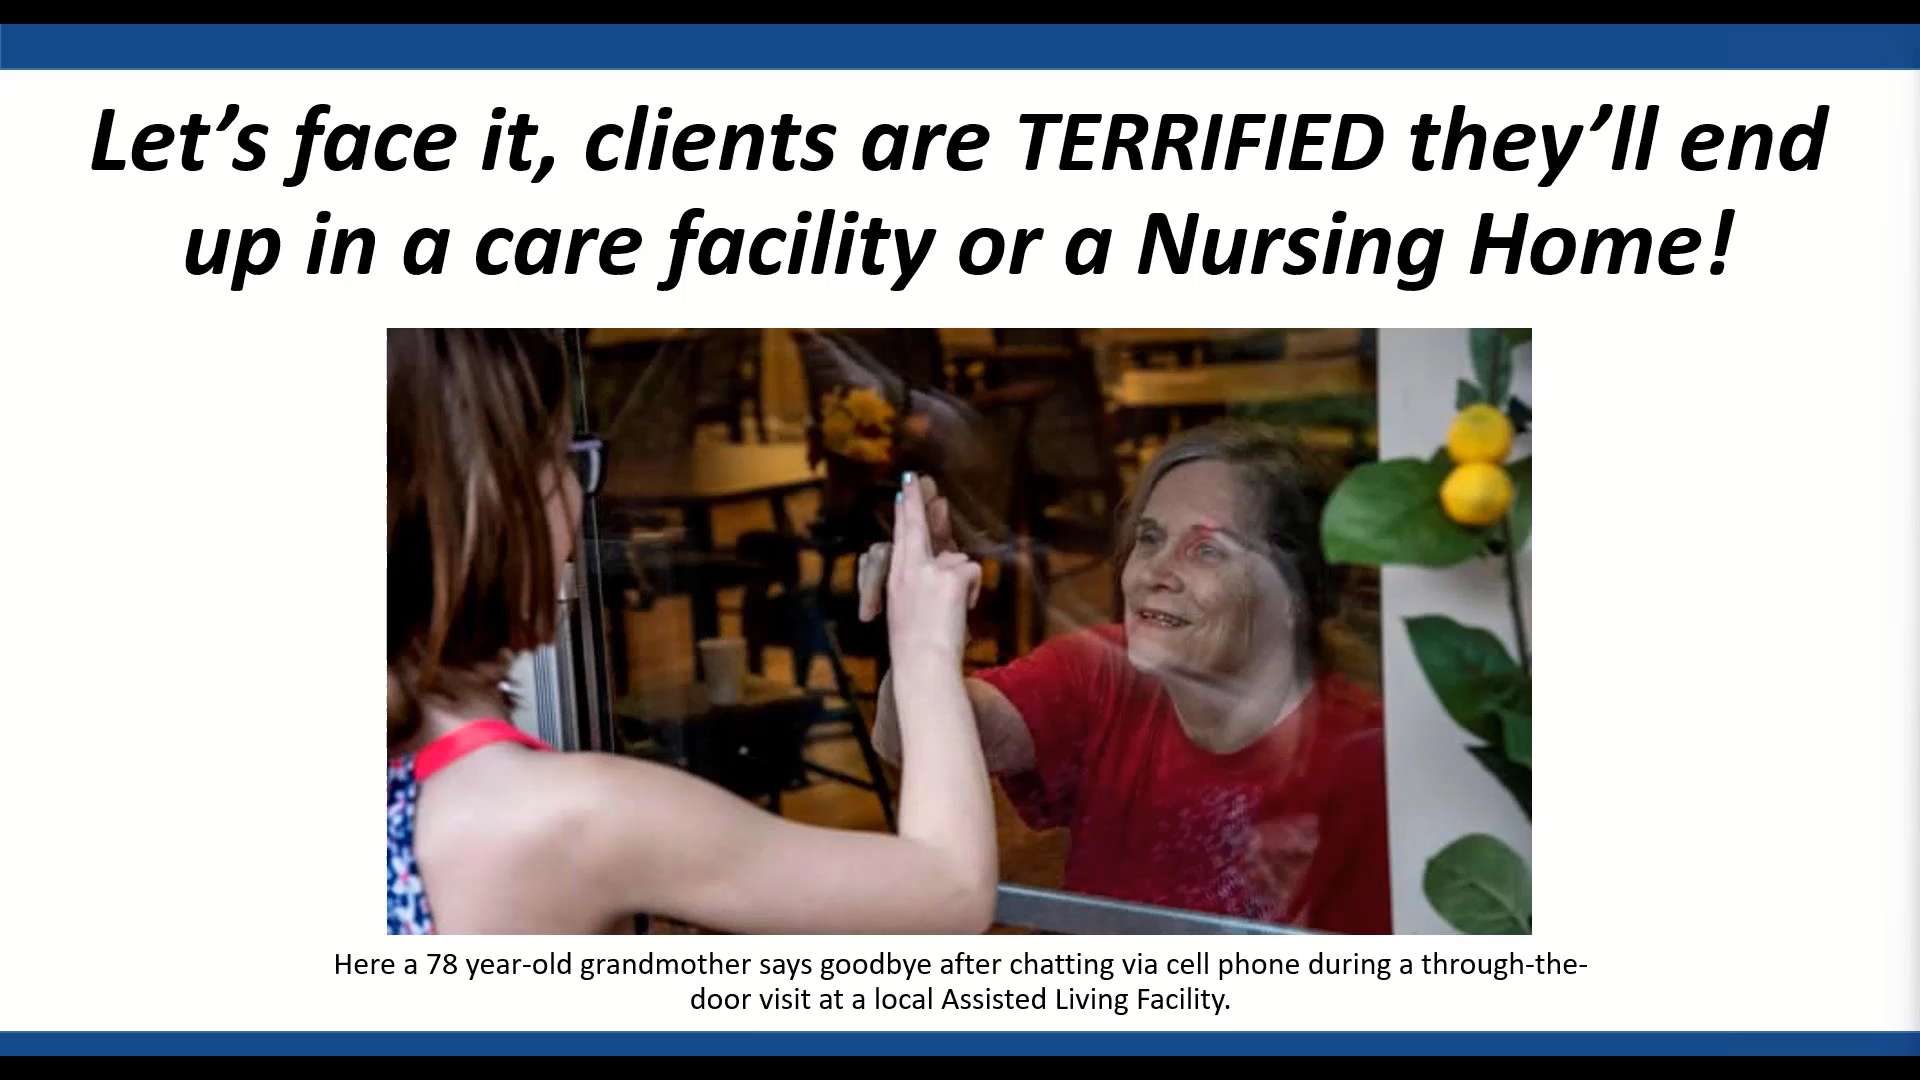 Let’s face it, clients are TERRIFIED they’ll end
up in a care facility or a Nursing Home!
Here a 78 year-old grandmother says goodbye after chatting via cell phone during a through-the-
door visit at a local Assisted Living Facility.